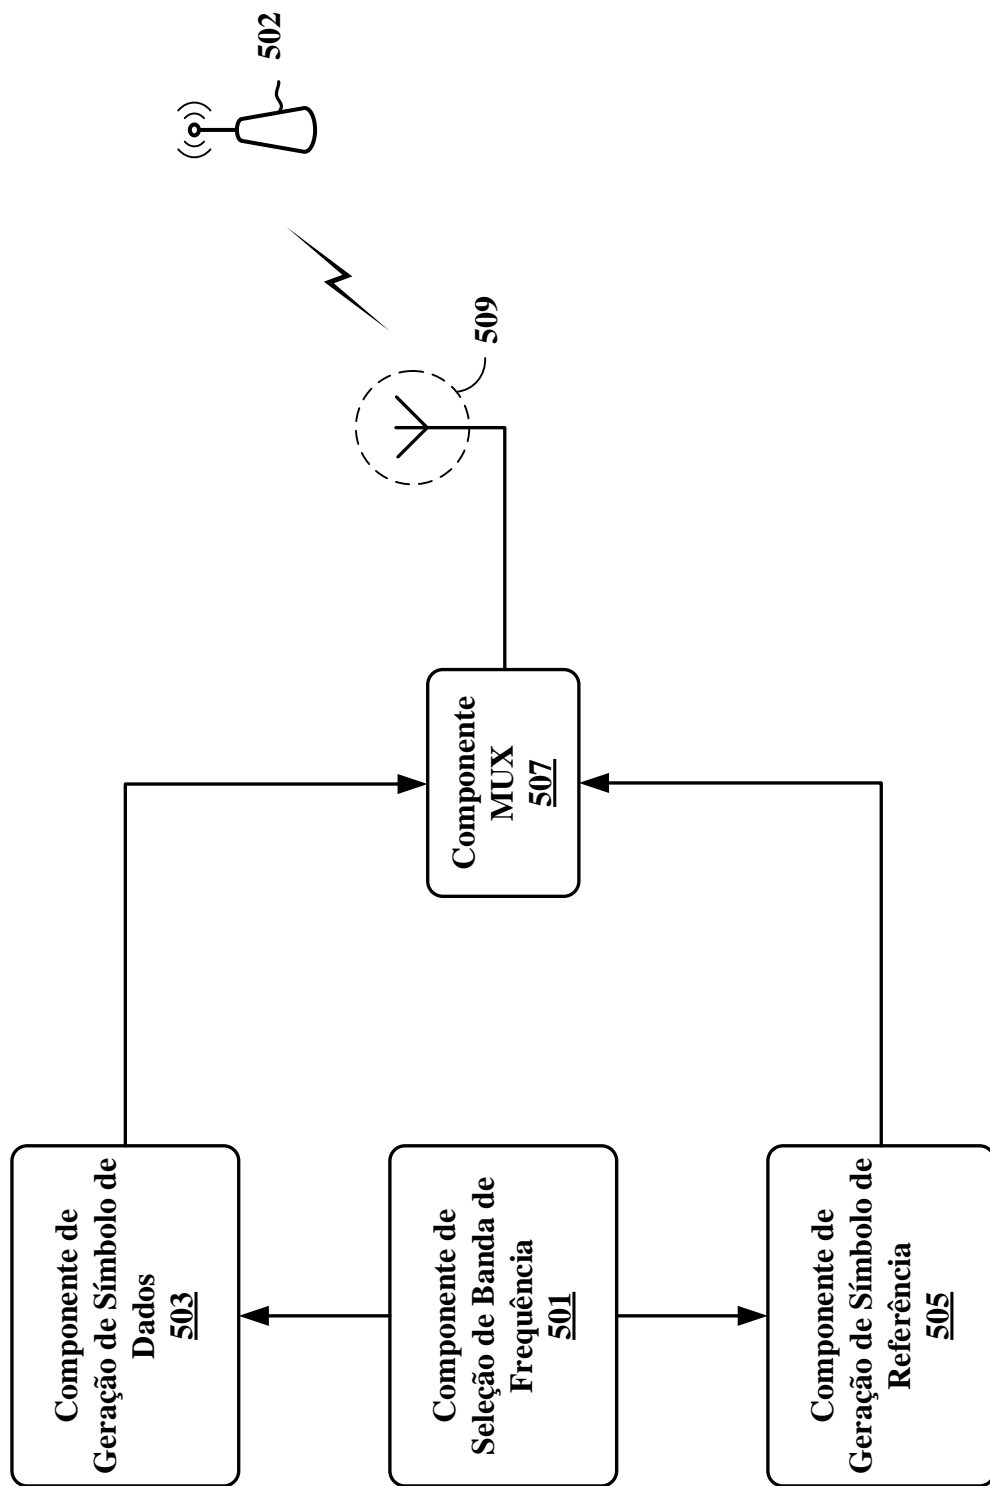 Componente de
Geração de Símbolo de
Dados
503
Componente de
Seleção de Banda de
Frequência
501
Componente de
Geração de Símbolo de
Referência
505
Componente
MUX
507
509
502